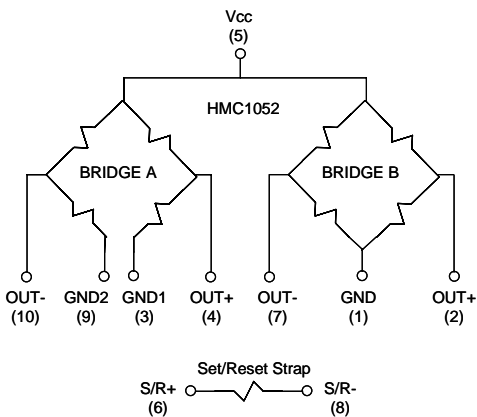 Vcc
(5)
HMC1052
BRIDGE A
BRIDGE B
OUT- GND2 GND1 OUT+ OUT- GND OUT+
(10) (9) (3) (4) (7) (1) (2)
Set/Reset Strap
S/R+ S/R-
(6) (8)